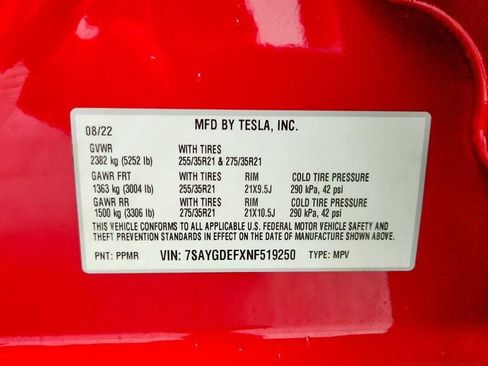 08/22 MFD BY TESLA, INC.
GVWR WITH TIRES
2382 kg (5252 lb) 255/35R21 & 275/35R21
GAWR FRT WITH TIRES RIM COLD TIRE PRESSURE
1363 kg (3004 lb) 255/35R21 21X9.5J 290 kPa, 42 psi
GAWR RR WITH TIRES RIM COLD TIRE PRESSURE
1500 kg (3306 lb) 275/35R21 21X10.5J 290 kPa, 42 psi
THIS VEHICLE CONFORMS TO ALL APPLICABLE U.S. FEDERAL MOTOR VEHICLE SAFETY AND
THEFT PREVENTION STANDARDS IN EFFECT ON THE DATE OF MANUFACTURE SHOWN ABOVE.
PNT: PPMR VIN: 7SAYGDEFXNF519250 TYPE: MPV